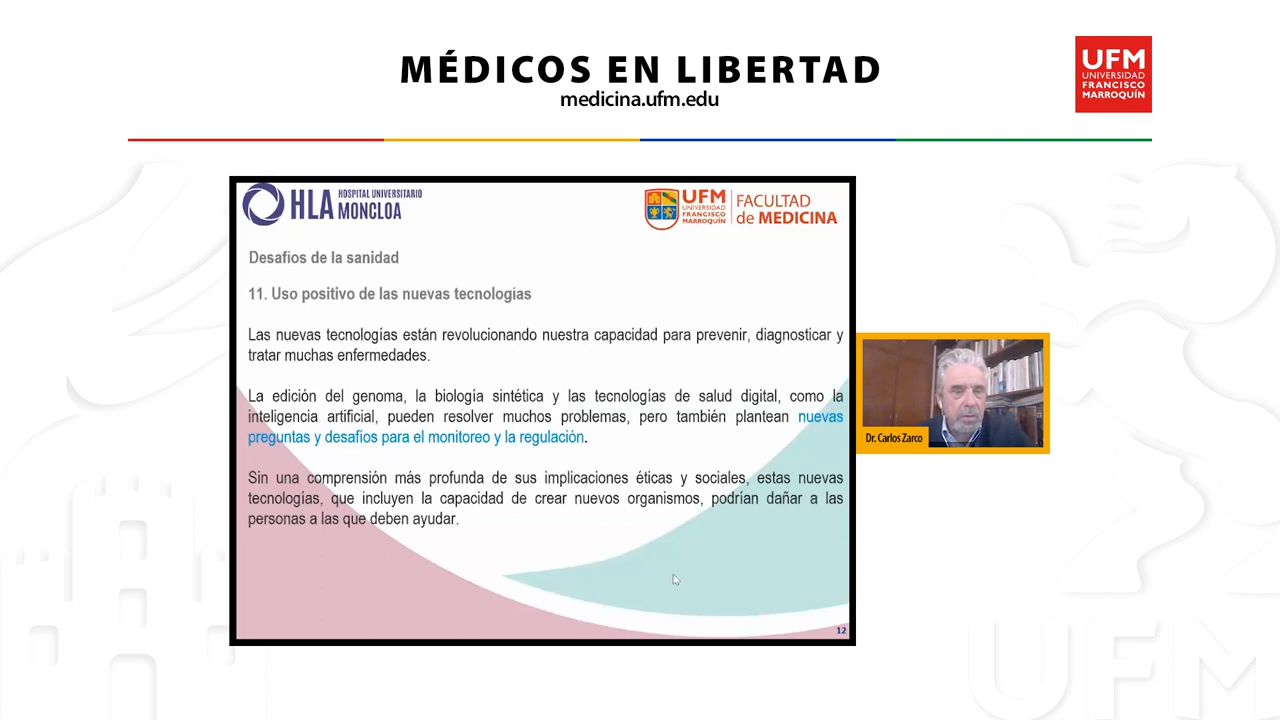 MÉDICOS EN LIBERTAD
medicina.ufm.edu
UFM
UNIVERSIDAD
FRANCISCO
MARROQUÍN
HLA
HOSPITAL UNIVERSITARIO
MONCLOA
UFM
UNIVERSIDAD
FRANCISCO
MARROQUÍN
FACULTAD
de MEDICINA
Desafíos de la sanidad
11. Uso positivo de las nuevas tecnologías
Las nuevas tecnologías están revolucionando nuestra capacidad para prevenir, diagnosticar y
tratar muchas enfermedades.
La edición del genoma, la biología sintética y las tecnologías de salud digital, como la
inteligencia artificial, pueden resolver muchos problemas, pero también plantean nuevas
preguntas y desafíos para el monitoreo y la regulación.
Sin una comprensión más profunda de sus implicaciones éticas y sociales, estas nuevas
tecnologías, que incluyen la capacidad de crear nuevos organismos, podrían dañar a las
personas a las que deben ayudar.
12
Dr. Carlos Zarco
UFM